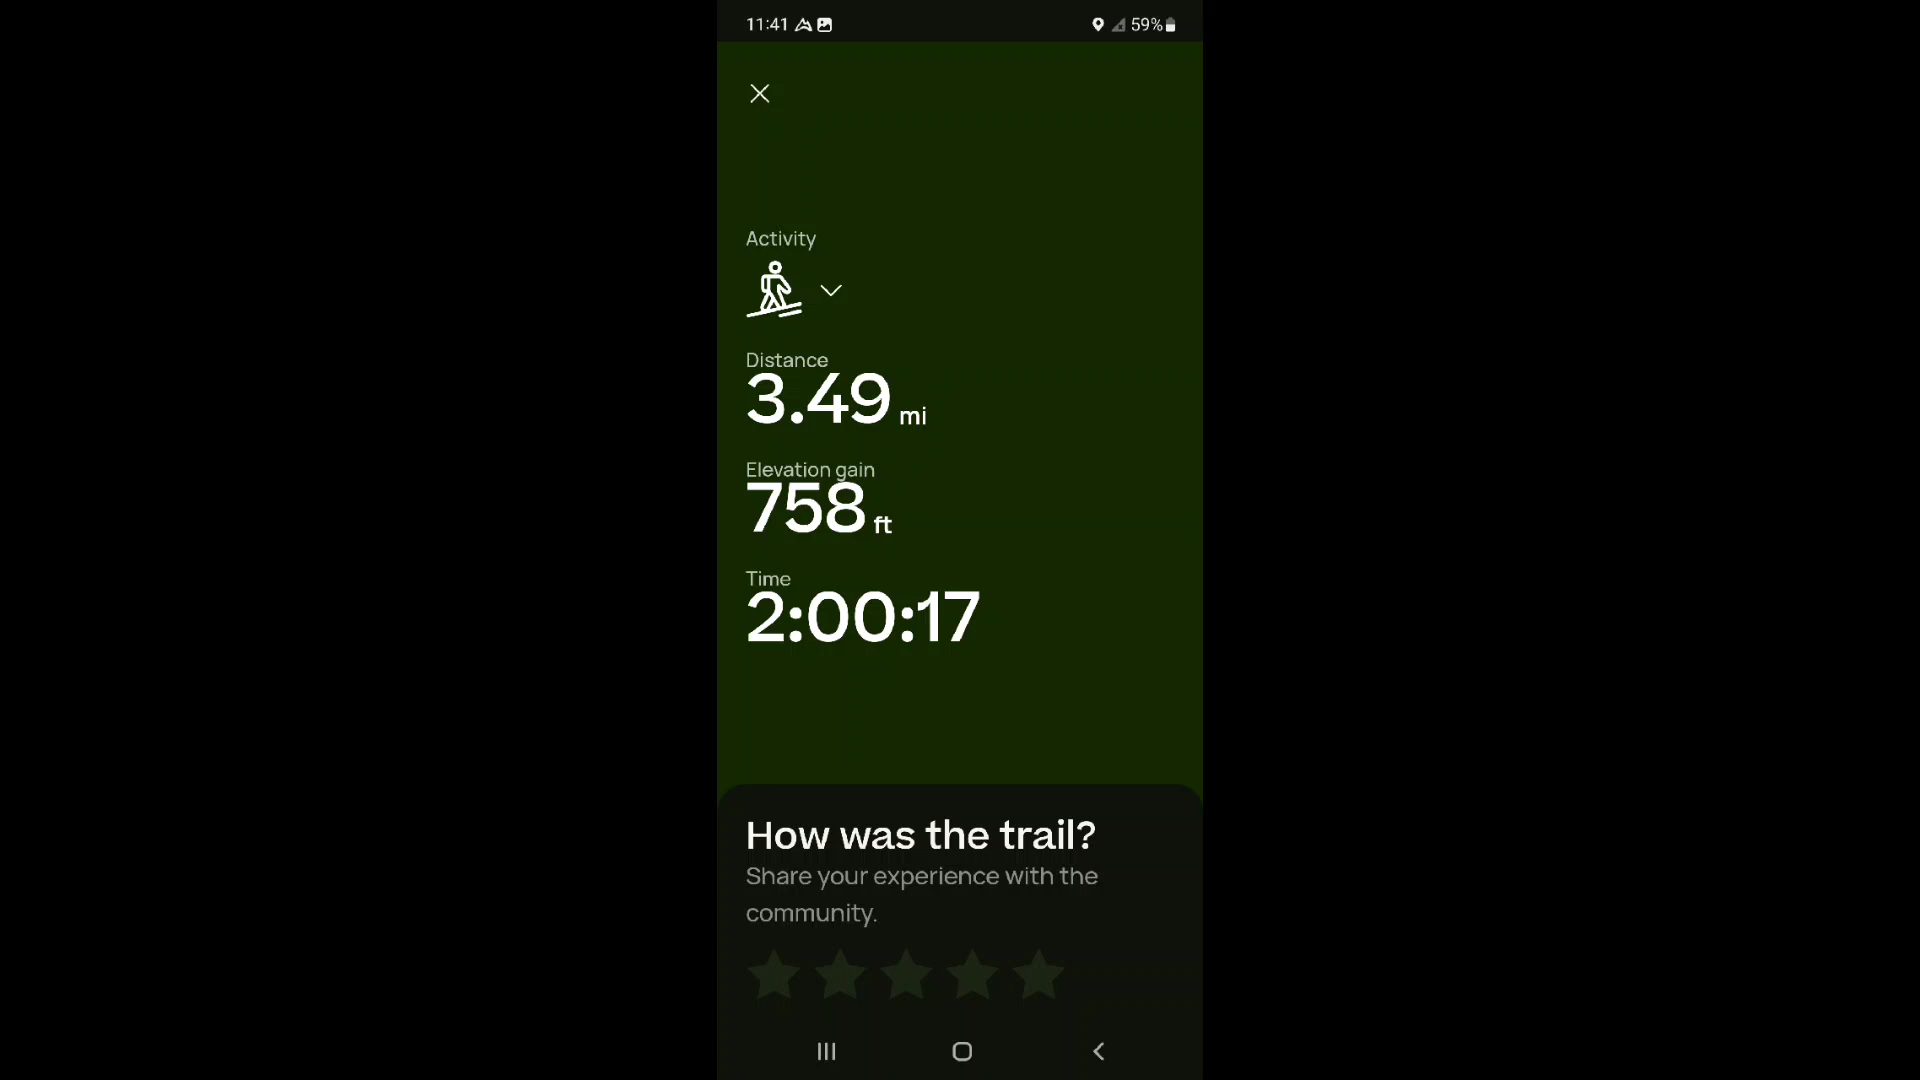 11:41
59%
Activity
Distance
3.49 mi
Elevation gain
758 ft
Time
2:00:17
How was the trail?
Share your experience with the
community.